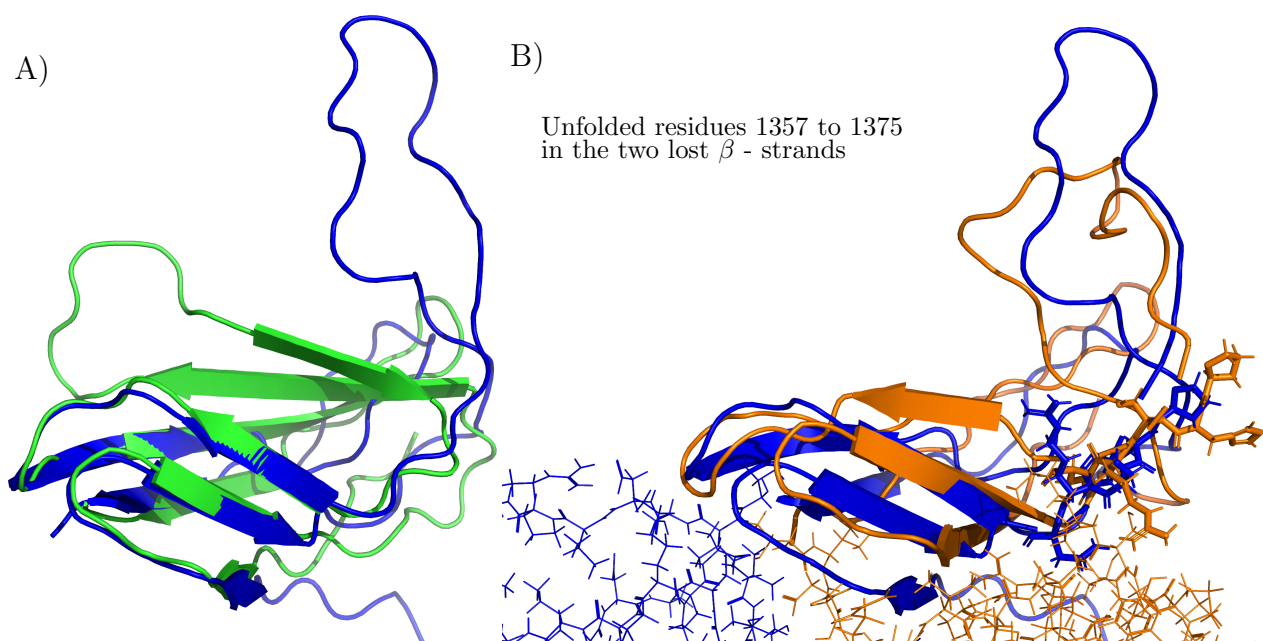 A)
B)
Unfolded residues 1357 to 1375
in the two lost β - strands